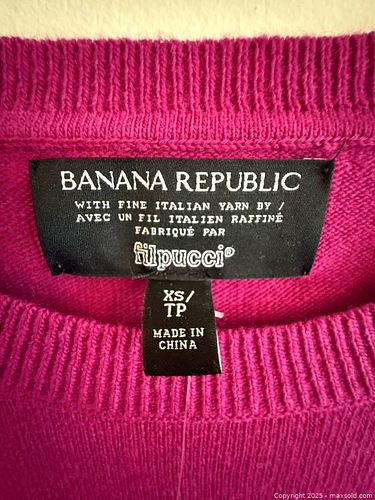 BANANA REPUBLIC
WITH FINE ITALIAN YARN BY /
AVEC UN FIL ITALIEN RAFFINÉ
FABRIQUÉ PAR
filpucci®
XS/
TP
MADE IN
CHINA
Copyright 2025 - maxsold.com